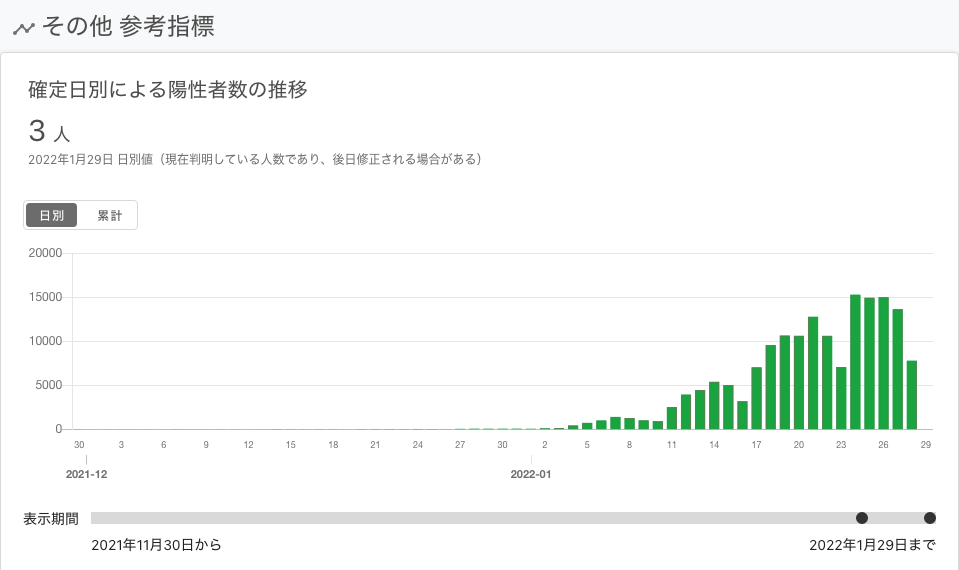 その他 参考指標
確定日別による陽性者数の推移
3 人
2022年1月29日 日別値（現在判明している人数であり、後日修正される場合がある）
日別 累計
20000
15000
10000
5000
0
30 3 6 9 12 15 18 21 24 27 30 2 5 8 11 14 17 20 23 26 29
2021-12 2022-01
表示期間
2021年11月30日から 2022年1月29日まで